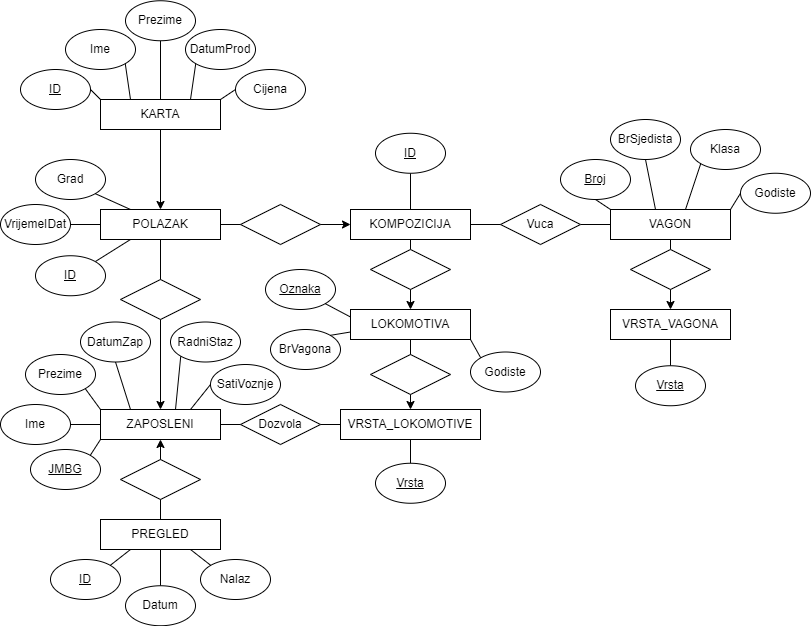 Prezime
Ime
DatumProd
ID
Cijena
KARTA
BrSjedista
Klasa
ID
Grad
Broj
Godiste
VrijemeIDat
POLAZAK
KOMPOZICIJA
Vuca
VAGON
ID
Oznaka
LOKOMOTIVA
VRSTA_VAGONA
DatumZap
RadniStaz
BrVagona
Prezime
SatiVoznje
Godiste
Vrsta
Ime
ZAPOSLENI
Dozvola
VRSTA_LOKOMOTIVE
JMBG
Vrsta
PREGLED
ID
Nalaz
Datum